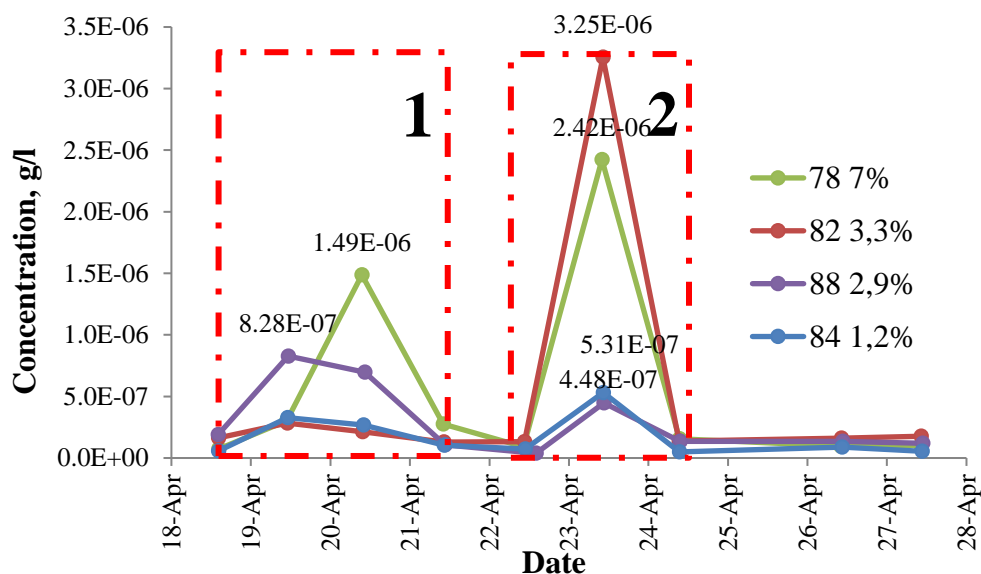 3.5E-06
3.0E-06
2.5E-06
2.0E-06
1.5E-06
1.0E-06
5.0E-07
0.0E+00
Concentration, g/l
1
2
3.25E-06
2.42E-06
1.49E-06
8.28E-07
5.31E-07
4.48E-07
78 7%
82 3,3%
88 2,9%
84 1,2%
18-Apr
19-Apr
20-Apr
21-Apr
22-Apr
23-Apr
24-Apr
25-Apr
26-Apr
27-Apr
28-Apr
Date